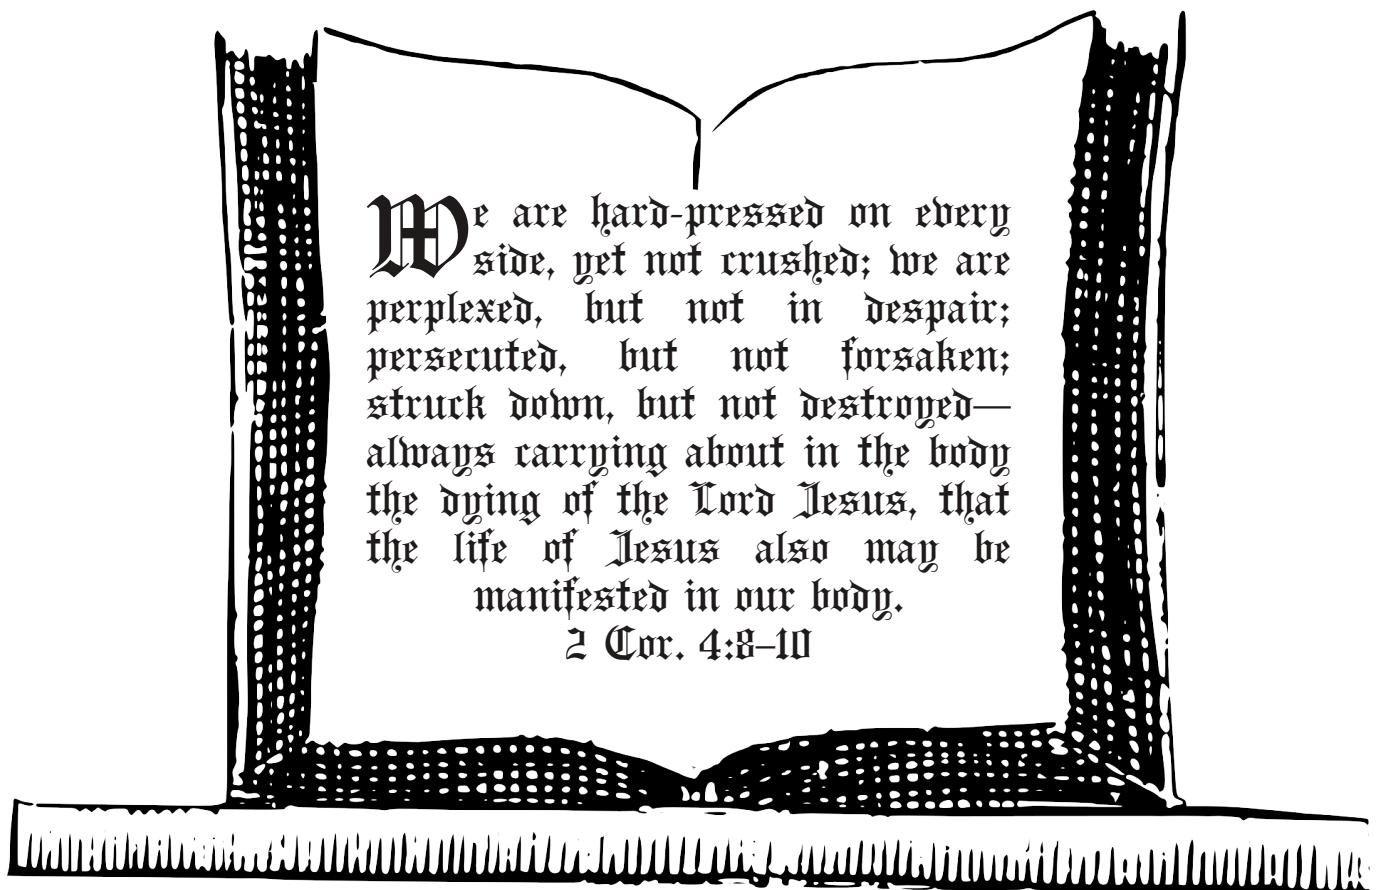 We are hard-pressed on every
side, yet not crushed; we are
perplexed, but not in despair;
persecuted, but not forsaken;
struck down, but not destroyed—
always carrying about in the body
the dying of the Lord Jesus, that
the life of Jesus also may be
manifested in our body.
2 Cor. 4:8–10